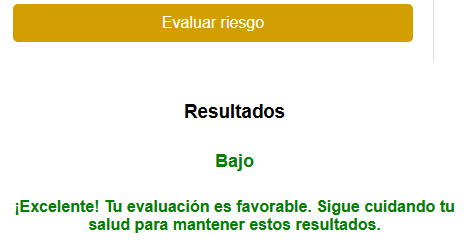 Evaluar riesgo
Resultados
Bajo
¡Excelente! Tu evaluación es favorable. Sigue cuidando tu
salud para mantener estos resultados.